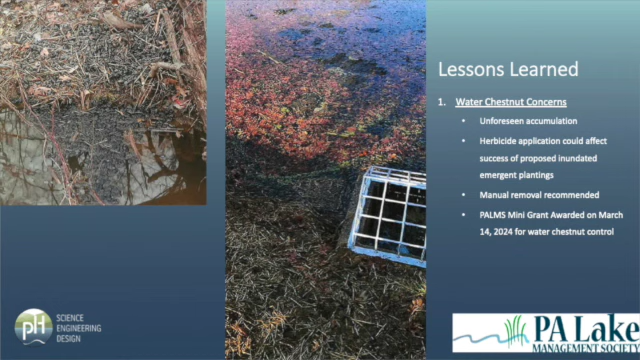 Lessons Learned
1. Water Chestnut Concerns
• Unforeseen accumulation
• Herbicide application could affect
success of proposed inundated
emergent plantings
• Manual removal recommended
• PALMS Mini Grant Awarded on March
14, 2024 for water chestnut control
pH
SCIENCE
ENGINEERING
DESIGN
PA Lake
MANAGEMENT SOCIETY